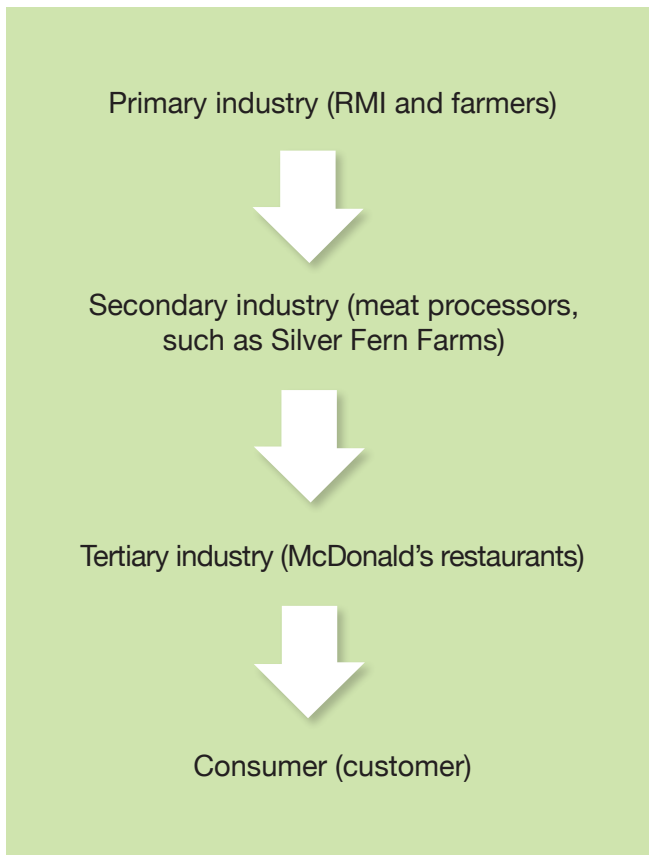 Primary industry (RMI and farmers)
Secondary industry (meat processors,
such as Silver Fern Farms)
Tertiary industry (McDonald’s restaurants)
Consumer (customer)